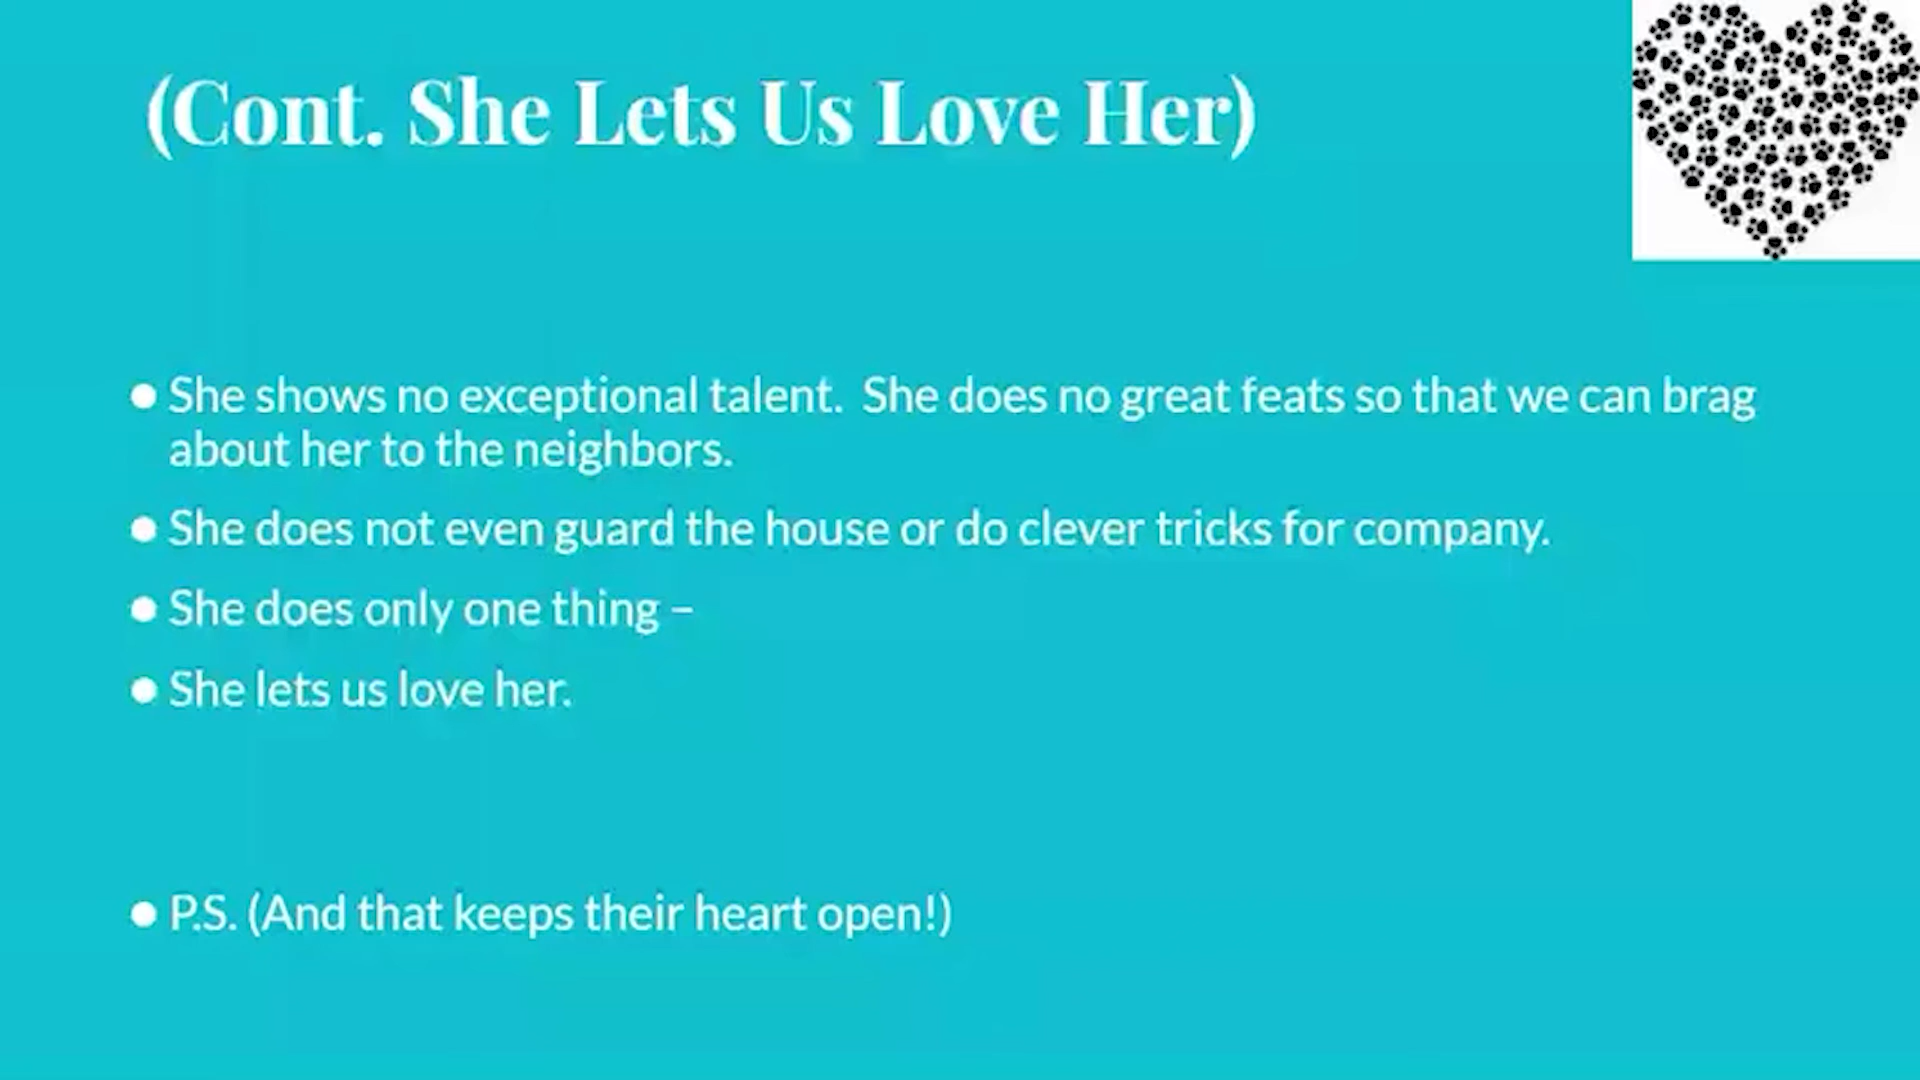 (Cont. She Lets Us Love Her)
● She shows no exceptional talent.  She does no great feats so that we can brag
about her to the neighbors.
● She does not even guard the house or do clever tricks for company.
● She does only one thing –
● She lets us love her.
● P.S. (And that keeps their heart open!)